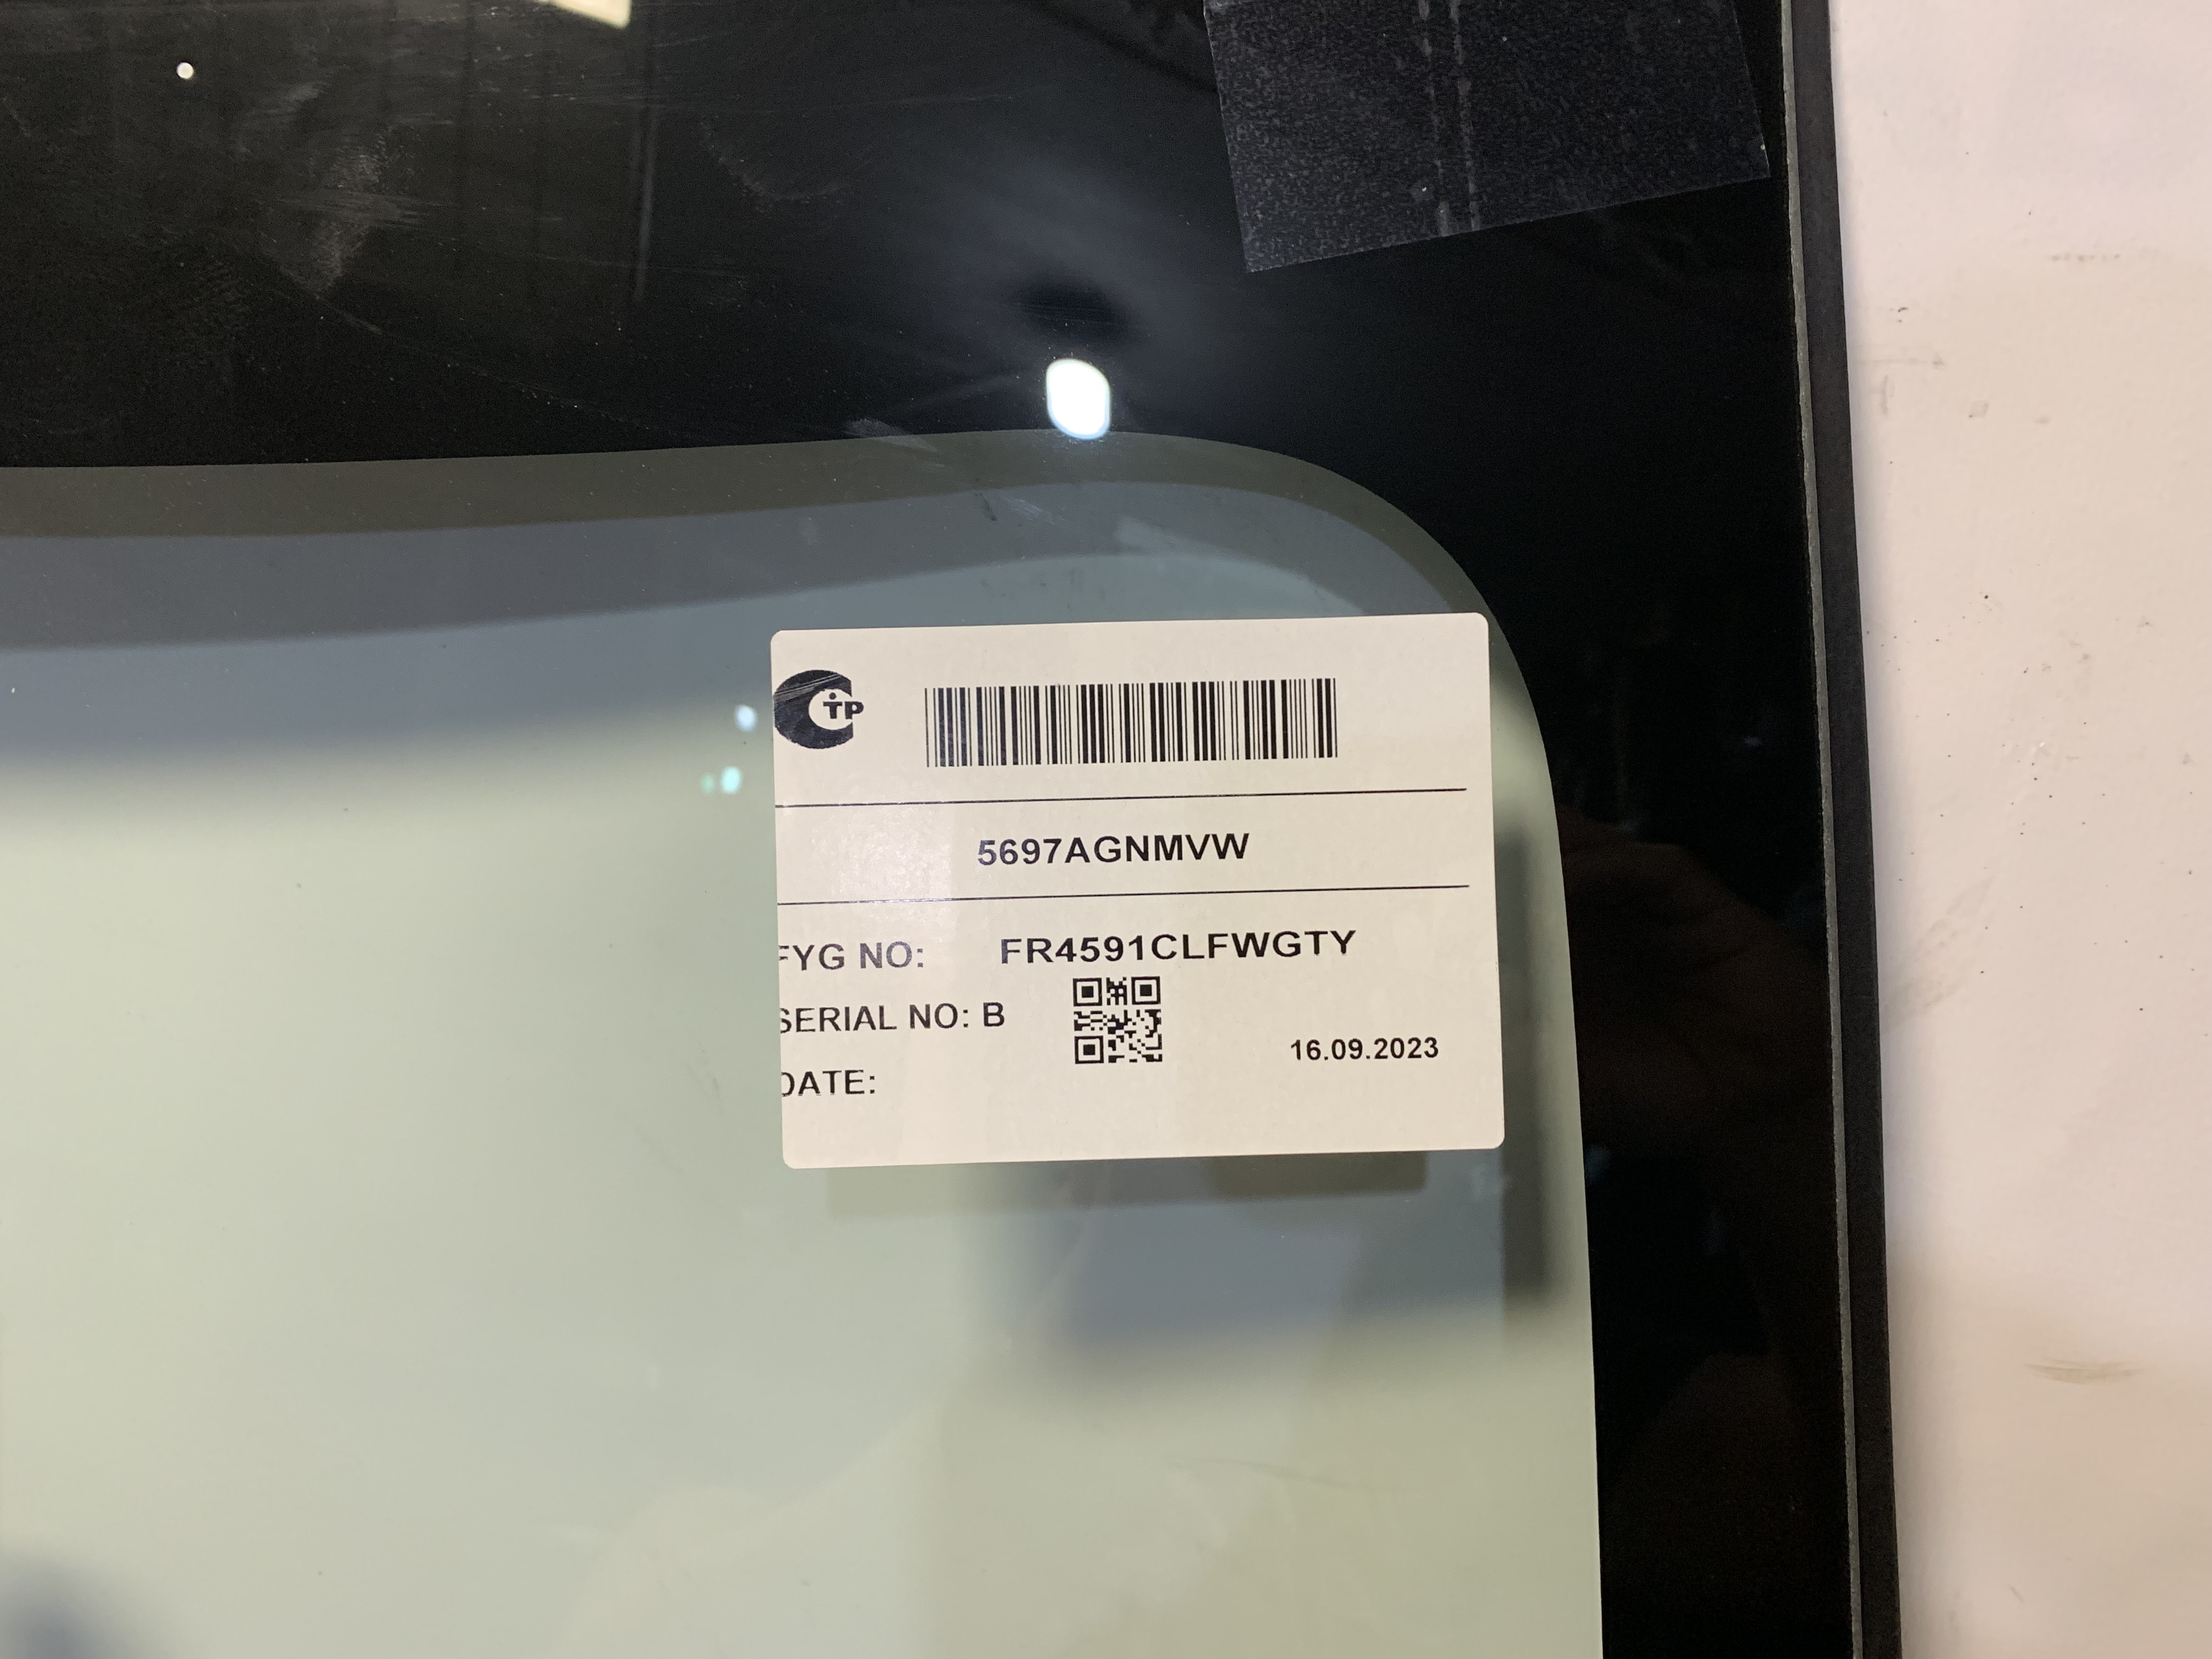 TP
5697AGNMVW
FYG NO: FR4591CLFWGTY
SERIAL NO: B
16.09.2023
DATE: